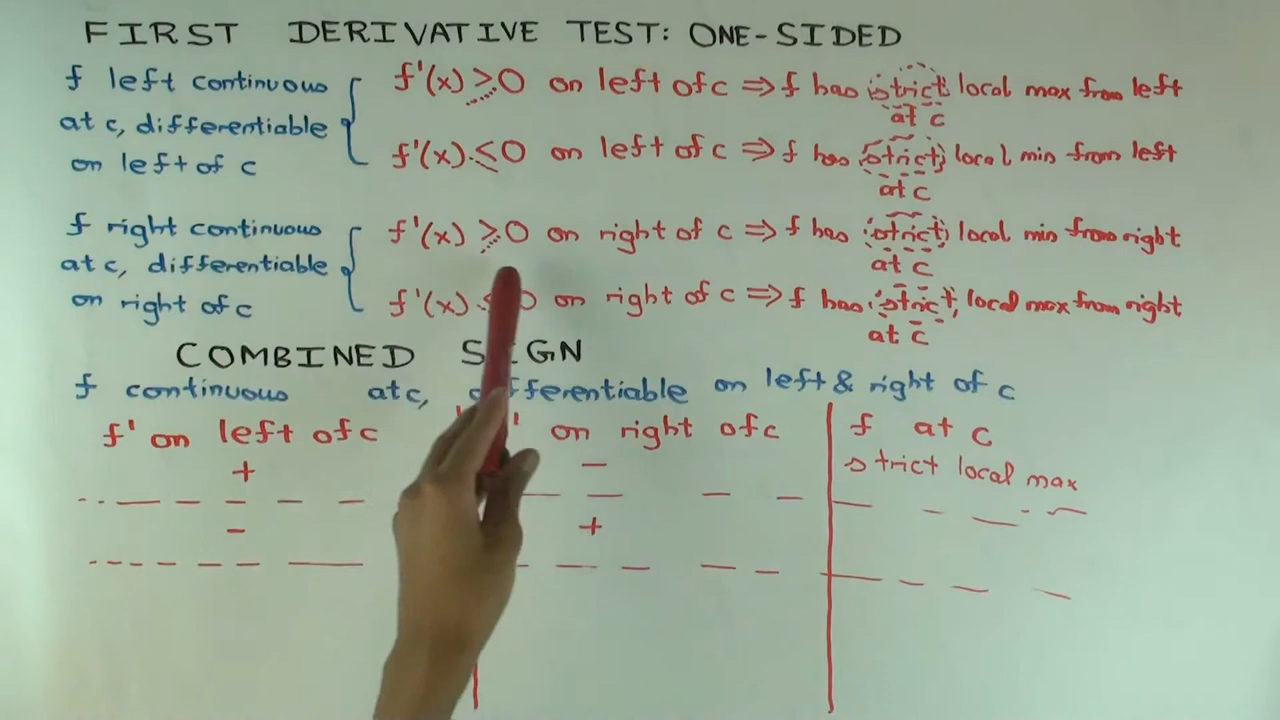 FIRST DERIVATIVE TEST: ONE-SIDED
f left continuous
at c, differentiable
on left of c
f'(x) ≥0 on left of c ⇒ f has strict local max from left
at c
f'(x) ≤0 on left of c ⇒ f has strict local min from left
at c
f right continuous
at c, differentiable
on right of c
f'(x) ≥0 on right of c ⇒ f has strict local min from right
at c
f'(x) ≤0 on right of c ⇒ f has strict local max from right
at c
COMBINED SIGN
f continuous at c, differentiable on left & right of c
f' on left of c on right of c f at c
+ − strict local max
− +